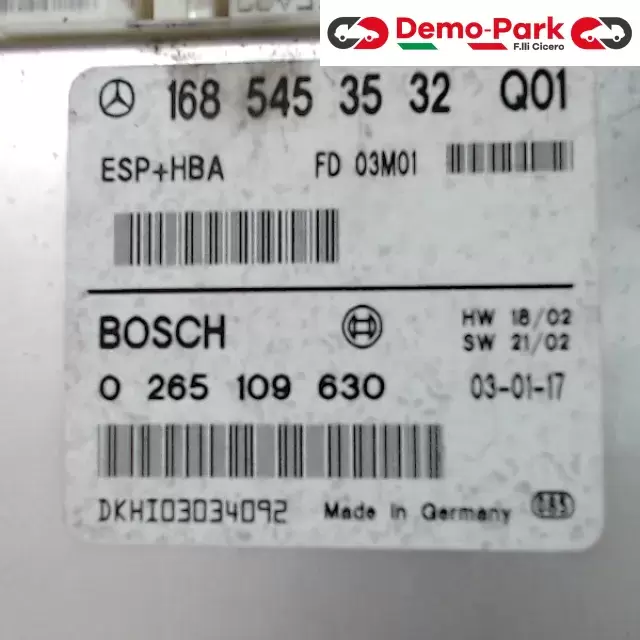 Demo-Park
F.lli Cicero
168 545 35 32 Q01
ESP+HBA FD 03M01
BOSCH HW 18/02
SW 21/02
0 265 109 630 03-01-17
DKHI03034092 Made in Germany